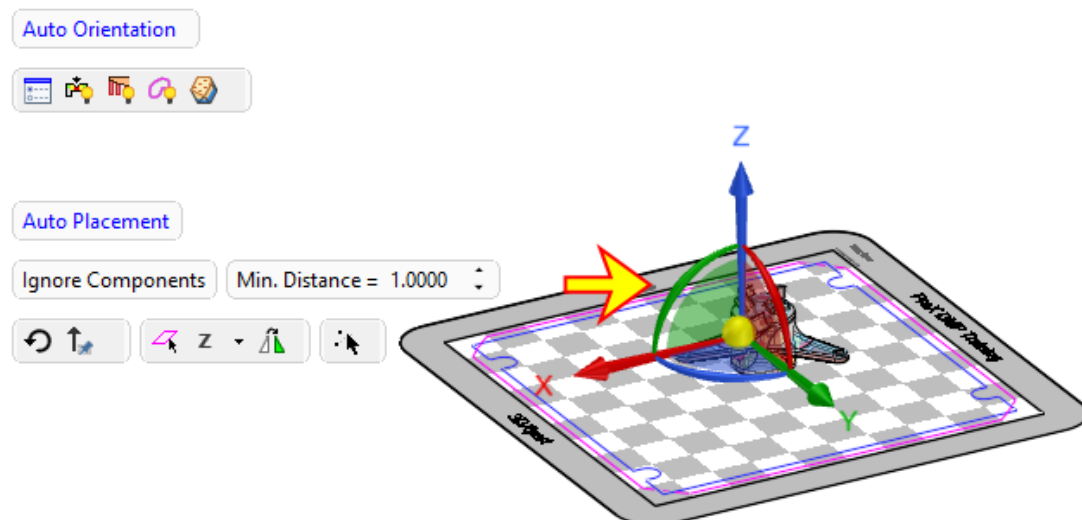 Auto Orientation
Auto Placement
Ignore Components
Min. Distance = 1.0000
Z
Z
X
Y